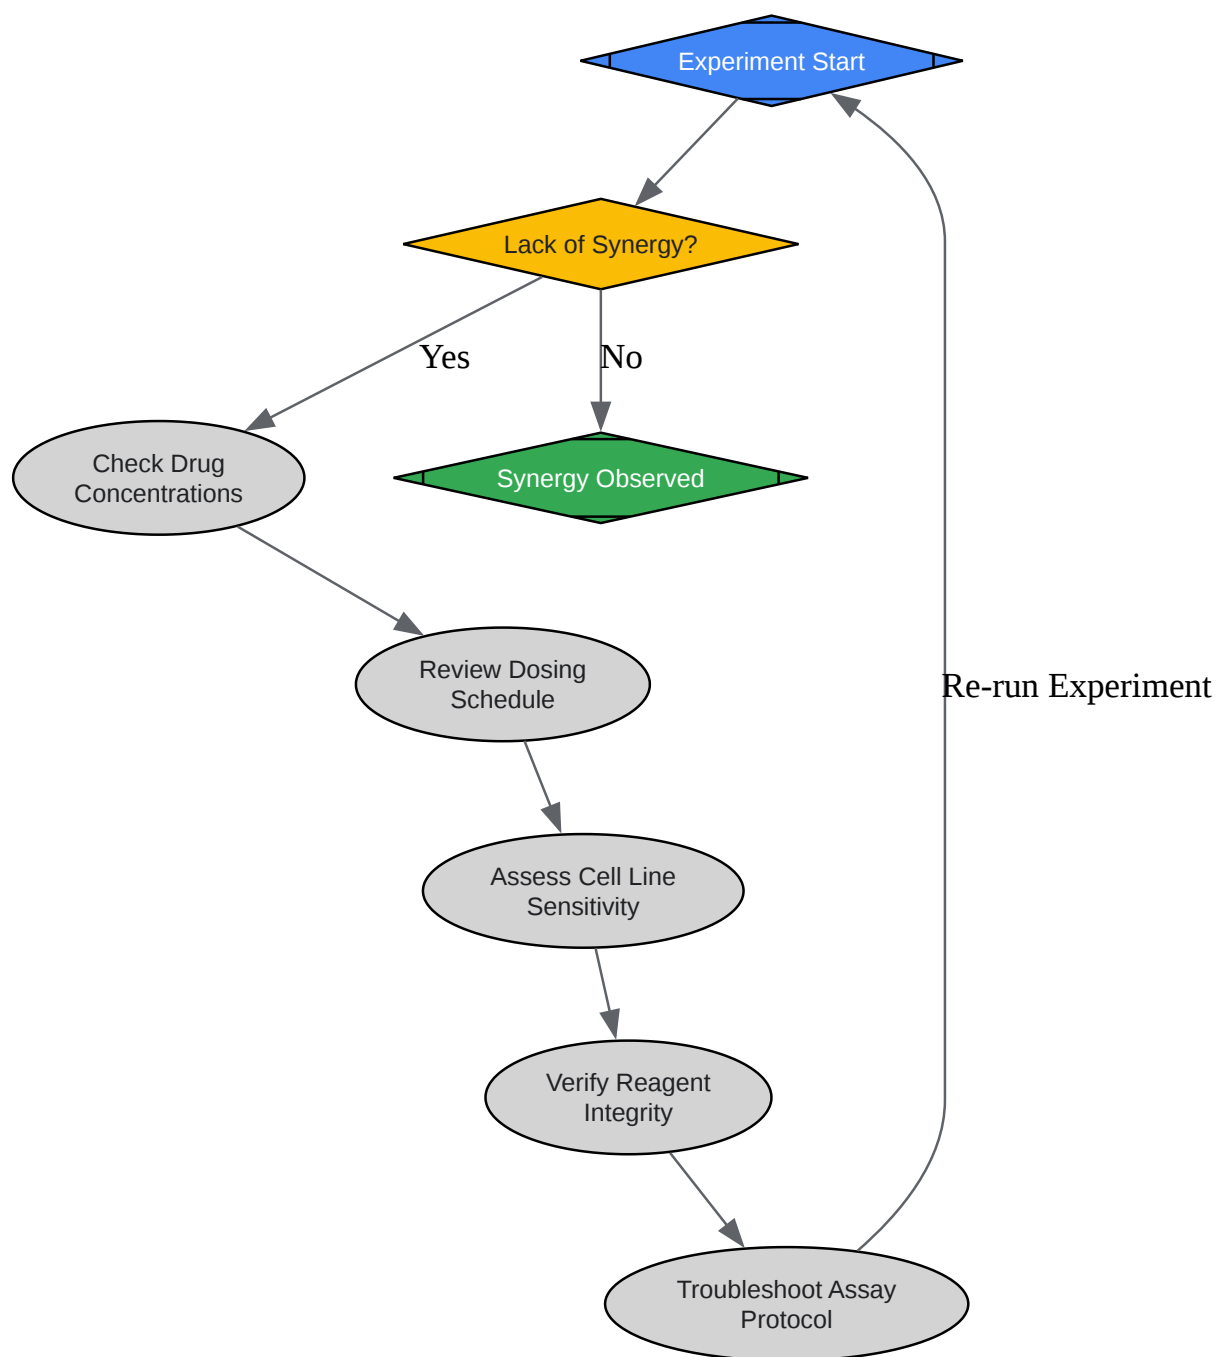 Experiment Start
Lack of Synergy?
Yes
No
Check Drug
Concentrations
Synergy Observed
Review Dosing
Schedule
Re-run Experiment
Assess Cell Line
Sensitivity
Verify Reagent
Integrity
Troubleshoot Assay
Protocol